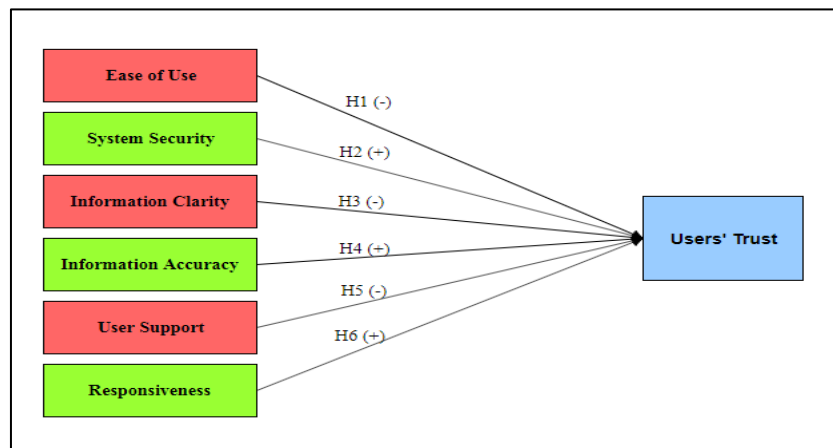 Ease of Use
H1 (-)
System Security
H2 (+)
Information Clarity
H3 (-)
Users' Trust
Information Accuracy
H4 (+)
User Support
H5 (-)
H6 (+)
Responsiveness